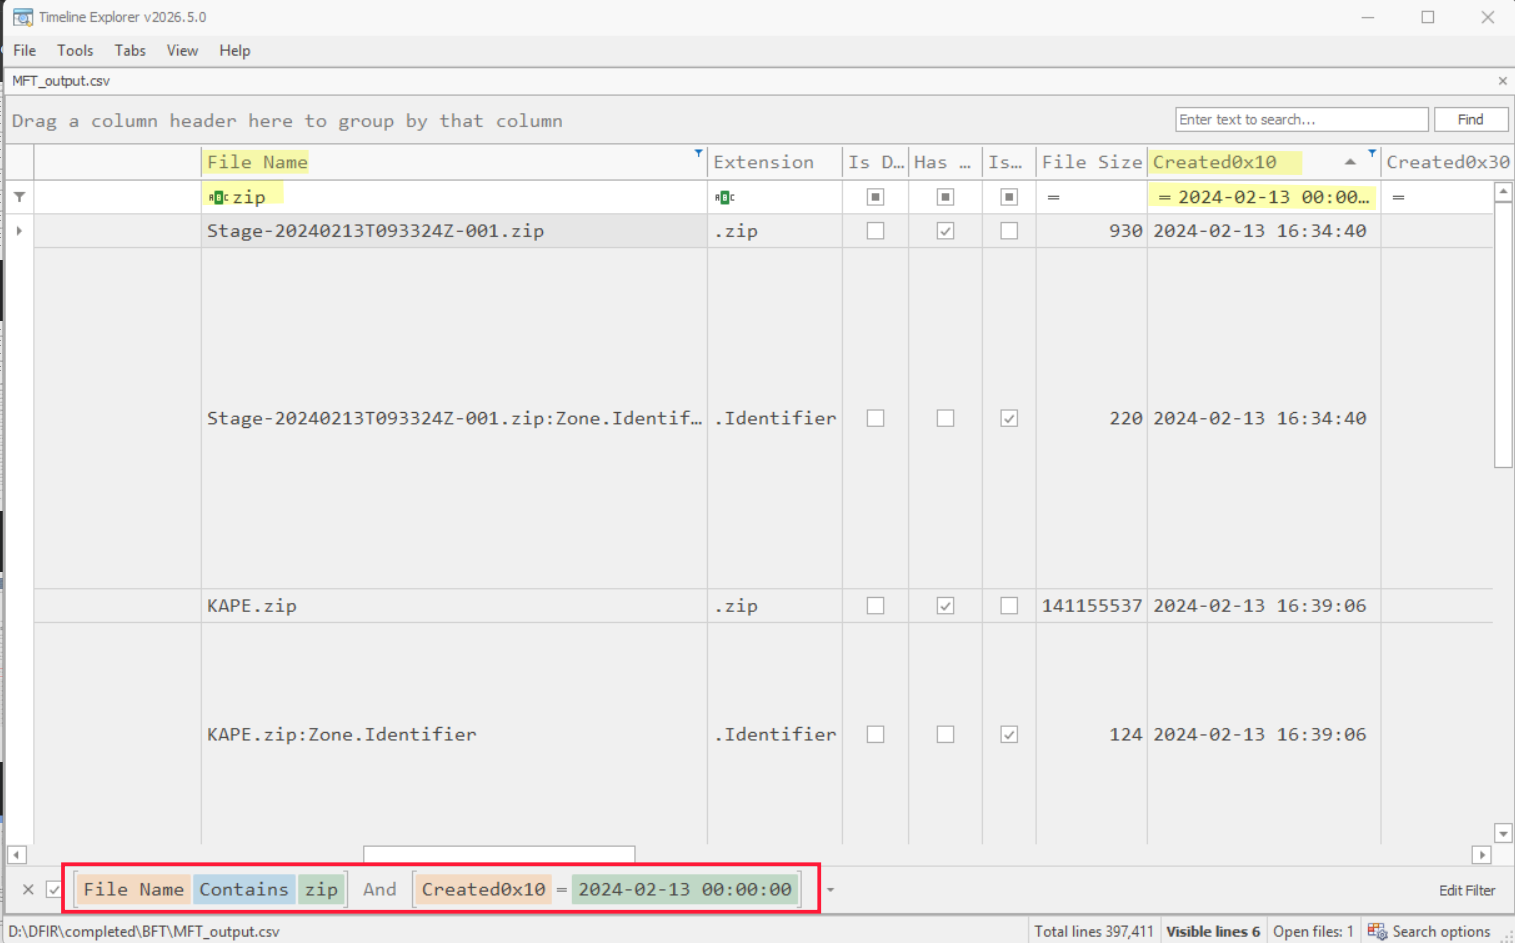 Timeline Explorer v2026.5.0
File Tools Tabs View Help
MFT_output.csv
Drag a column header here to group by that column
Enter text to search... Find
File Name Extension Is D... Has ... Is... File Size Created0x10 Created0x30
zip = = 2024-02-13 00:00... =
Stage-20240213T093324Z-001.zip .zip 930 2024-02-13 16:34:40
Stage-20240213T093324Z-001.zip:Zone.Identif... .Identifier 220 2024-02-13 16:34:40
KAPE.zip .zip 141155537 2024-02-13 16:39:06
KAPE.zip:Zone.Identifier .Identifier 124 2024-02-13 16:39:06
File Name Contains zip And Created0x10 = 2024-02-13 00:00:00 Edit Filter
D:\DFIR\completed\BFT\MFT_output.csv Total lines 397,411 Visible lines 6 Open files: 1 Search options